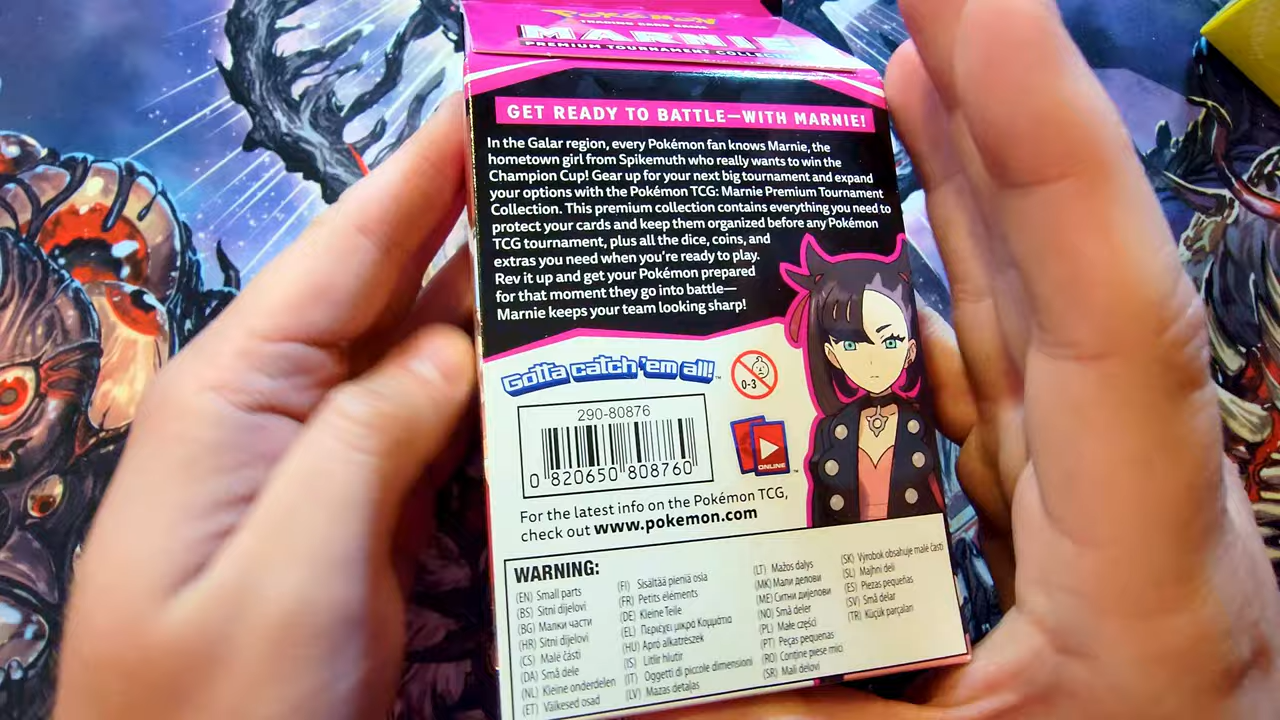 POKÉMON
TRADING CARD GAME
MARNIE
PREMIUM TOURNAMENT COLLECTION
GET READY TO BATTLE—WITH MARNIE!
In the Galar region, every Pokémon fan knows Marnie, the
hometown girl from Spikemuth who really wants to win the
Champion Cup! Gear up for your next big tournament and expand
your options with the Pokémon TCG: Marnie Premium Tournament
Collection. This premium collection contains everything you need to
protect your cards and keep them organized before any Pokémon
TCG tournament, plus all the dice, coins, and
extras you need when you're ready to play.
Rev it up and get your Pokémon prepared
for that moment they go into battle—
Marnie keeps your team looking sharp!
Gotta catch 'em all!™
0-3
290-80876
0 820650 808760
ONLINE
For the latest info on the Pokémon TCG,
check out www.pokemon.com
WARNING:
(EN) Small parts
(BS) Sitni dijelovi
(BG) Малки части
(HR) Sitni dijelovi
(CS) Malé části
(DA) Små dele
(NL) Kleine onderdelen
(ET) Väikesed osad
(FI) Sisältää pieniä osia
(FR) Petits éléments
(DE) Kleine Teile
(EL) Περιέχει μικρά Κομμάτια
(HU) Apró alkatrészek
(IS) Litlir hlutir
(IT) Oggetti di piccole dimensioni
(LV) Mazas detaļas
(LT) Mažos dalys
(MK) Мали делови
(ME) Ситни дијелови
(NO) Små deler
(PL) Małe części
(PT) Peças pequenas
(RO) Conține piese mici
(SR) Mali delovi
(SK) Výrobok obsahuje malé časti
(SL) Majhni deli
(ES) Piezas pequeñas
(SV) Små delar
(TR) Küçük parçaları